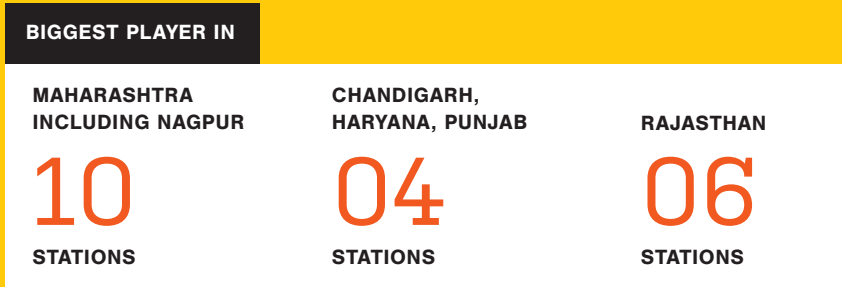 BIGGEST PLAYER IN
MAHARASHTRA
INCLUDING NAGPUR
10
STATIONS
CHANDIGARH,
HARYANA, PUNJAB
04
STATIONS
RAJASTHAN
06
STATIONS